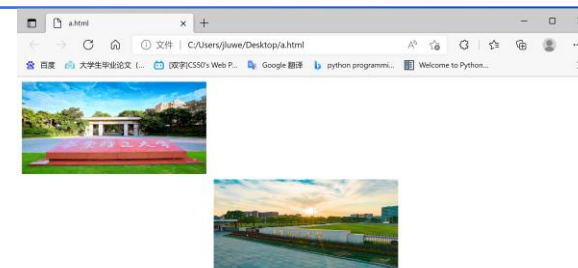 a.html
文件 | C:/Users/jluwe/Desktop/a.html
百度 大学生毕业论文 (... [双字]CS50's Web P... Google 翻译 python programmi... Welcome to Python...